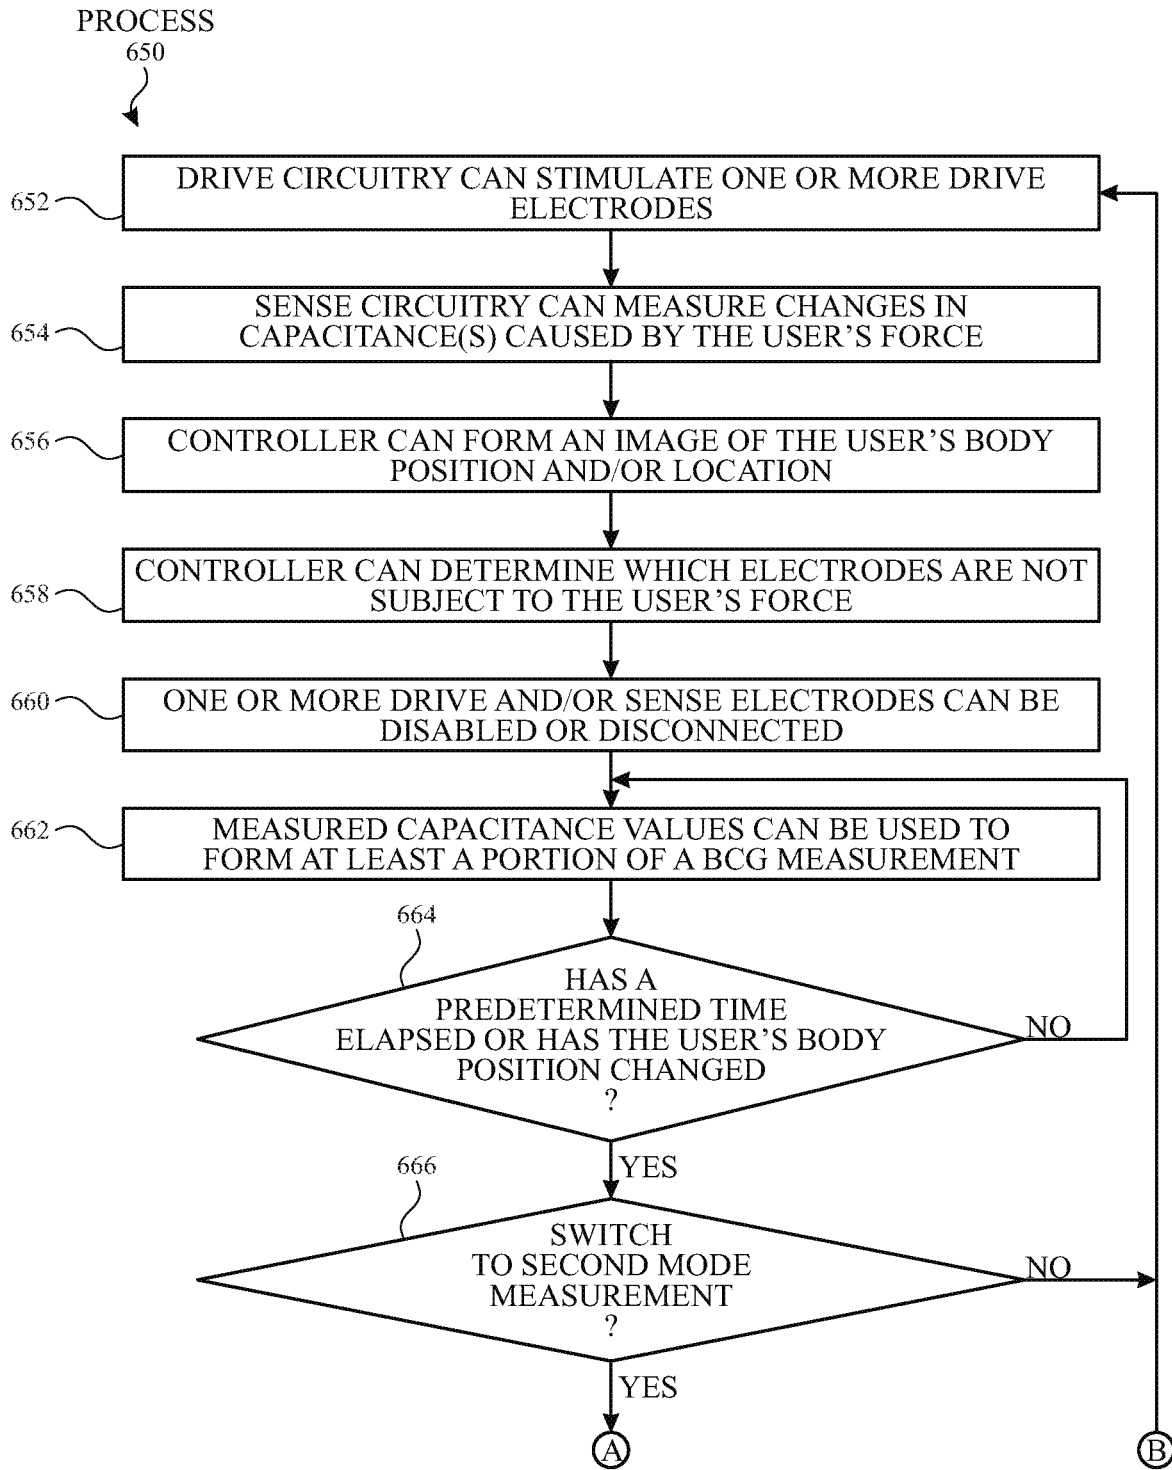 PROCESS
650
652
DRIVE CIRCUITRY CAN STIMULATE ONE OR MORE DRIVE
ELECTRODES
654
SENSE CIRCUITRY CAN MEASURE CHANGES IN
CAPACITANCE(S) CAUSED BY THE USER'S FORCE
656
CONTROLLER CAN FORM AN IMAGE OF THE USER'S BODY
POSITION AND/OR LOCATION
658
CONTROLLER CAN DETERMINE WHICH ELECTRODES ARE NOT
SUBJECT TO THE USER'S FORCE
660
ONE OR MORE DRIVE AND/OR SENSE ELECTRODES CAN BE
DISABLED OR DISCONNECTED
662
MEASURED CAPACITANCE VALUES CAN BE USED TO
FORM AT LEAST A PORTION OF A BCG MEASUREMENT
664
HAS A
PREDETERMINED TIME
ELAPSED OR HAS THE USER'S BODY
POSITION CHANGED
?
NO
YES
666
SWITCH
TO SECOND MODE
MEASUREMENT
?
NO
YES
A
B